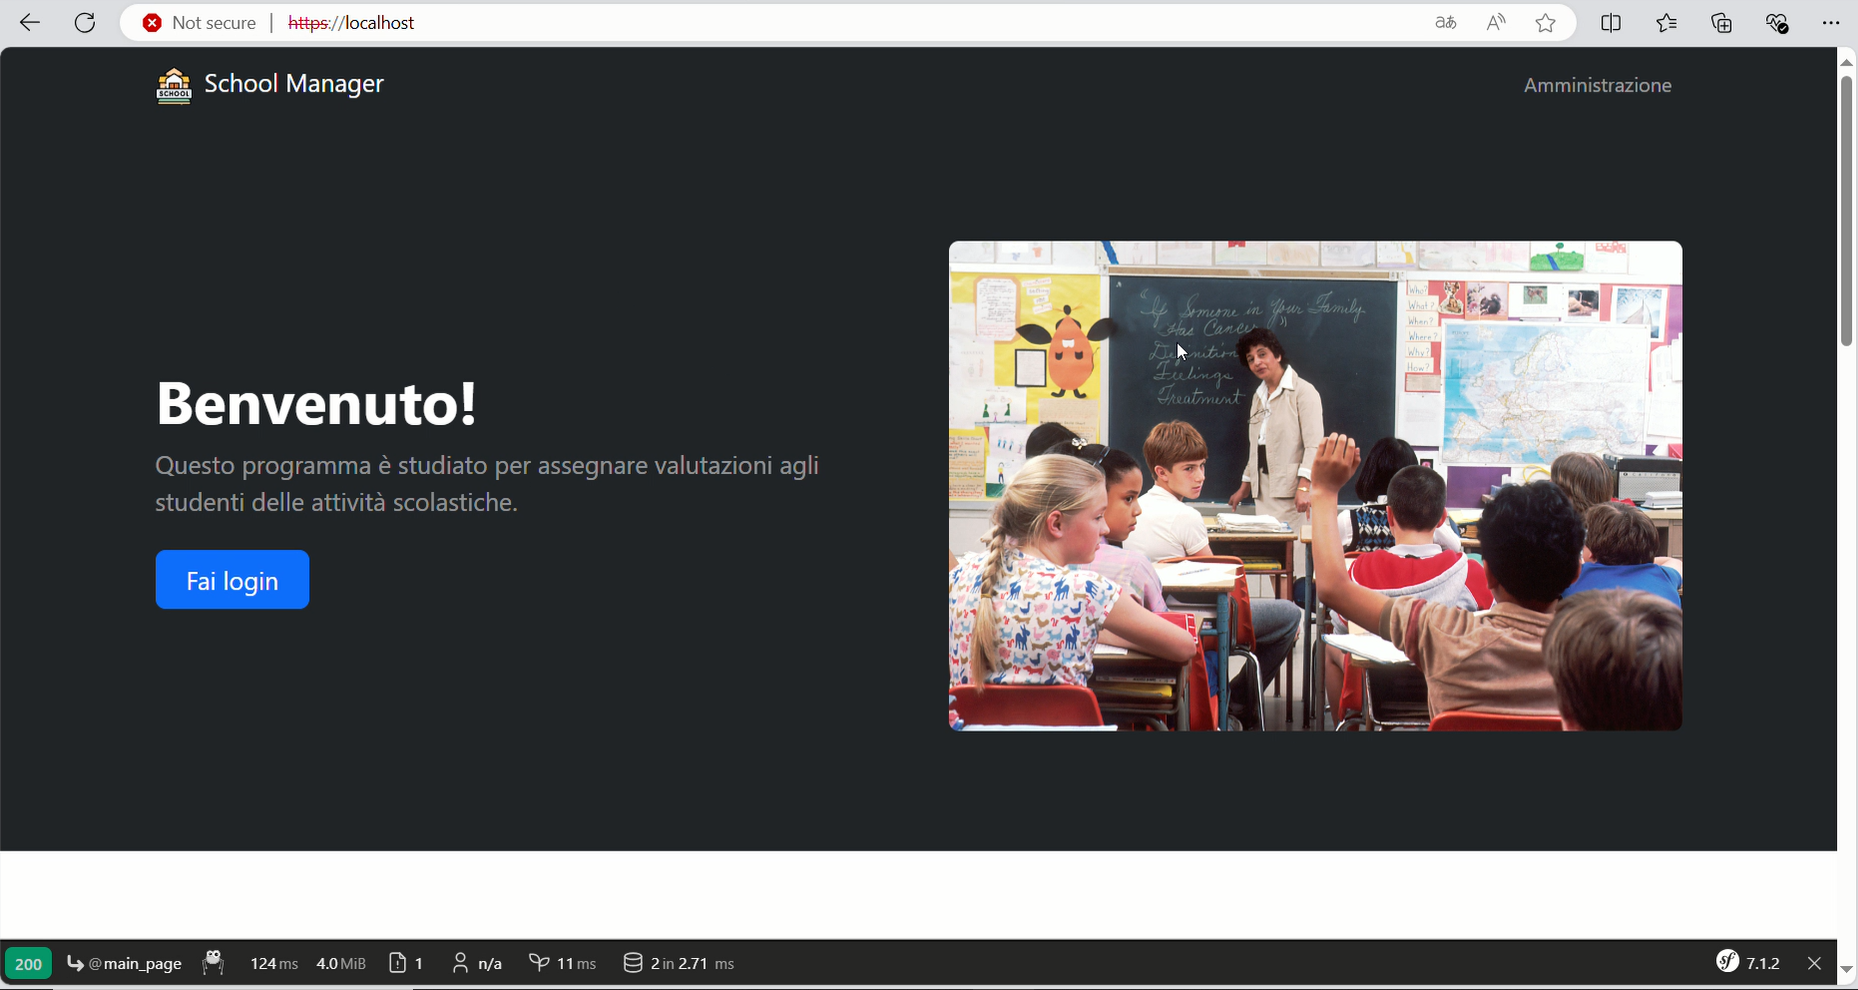 Not secure | https://localhost
SCHOOL
School Manager
Amministrazione
Benvenuto!
Questo programma è studiato per assegnare valutazioni agli
studenti delle attività scolastiche.
Fai login
"If Someone in Your Family
Has Cancer"
Definition
Feelings
Treatment
Who?
What?
When?
Where?
Why?
How?
200 @main_page 124 ms 4.0 MiB 1 n/a 11 ms 2 in 2.71 ms sf 7.1.2